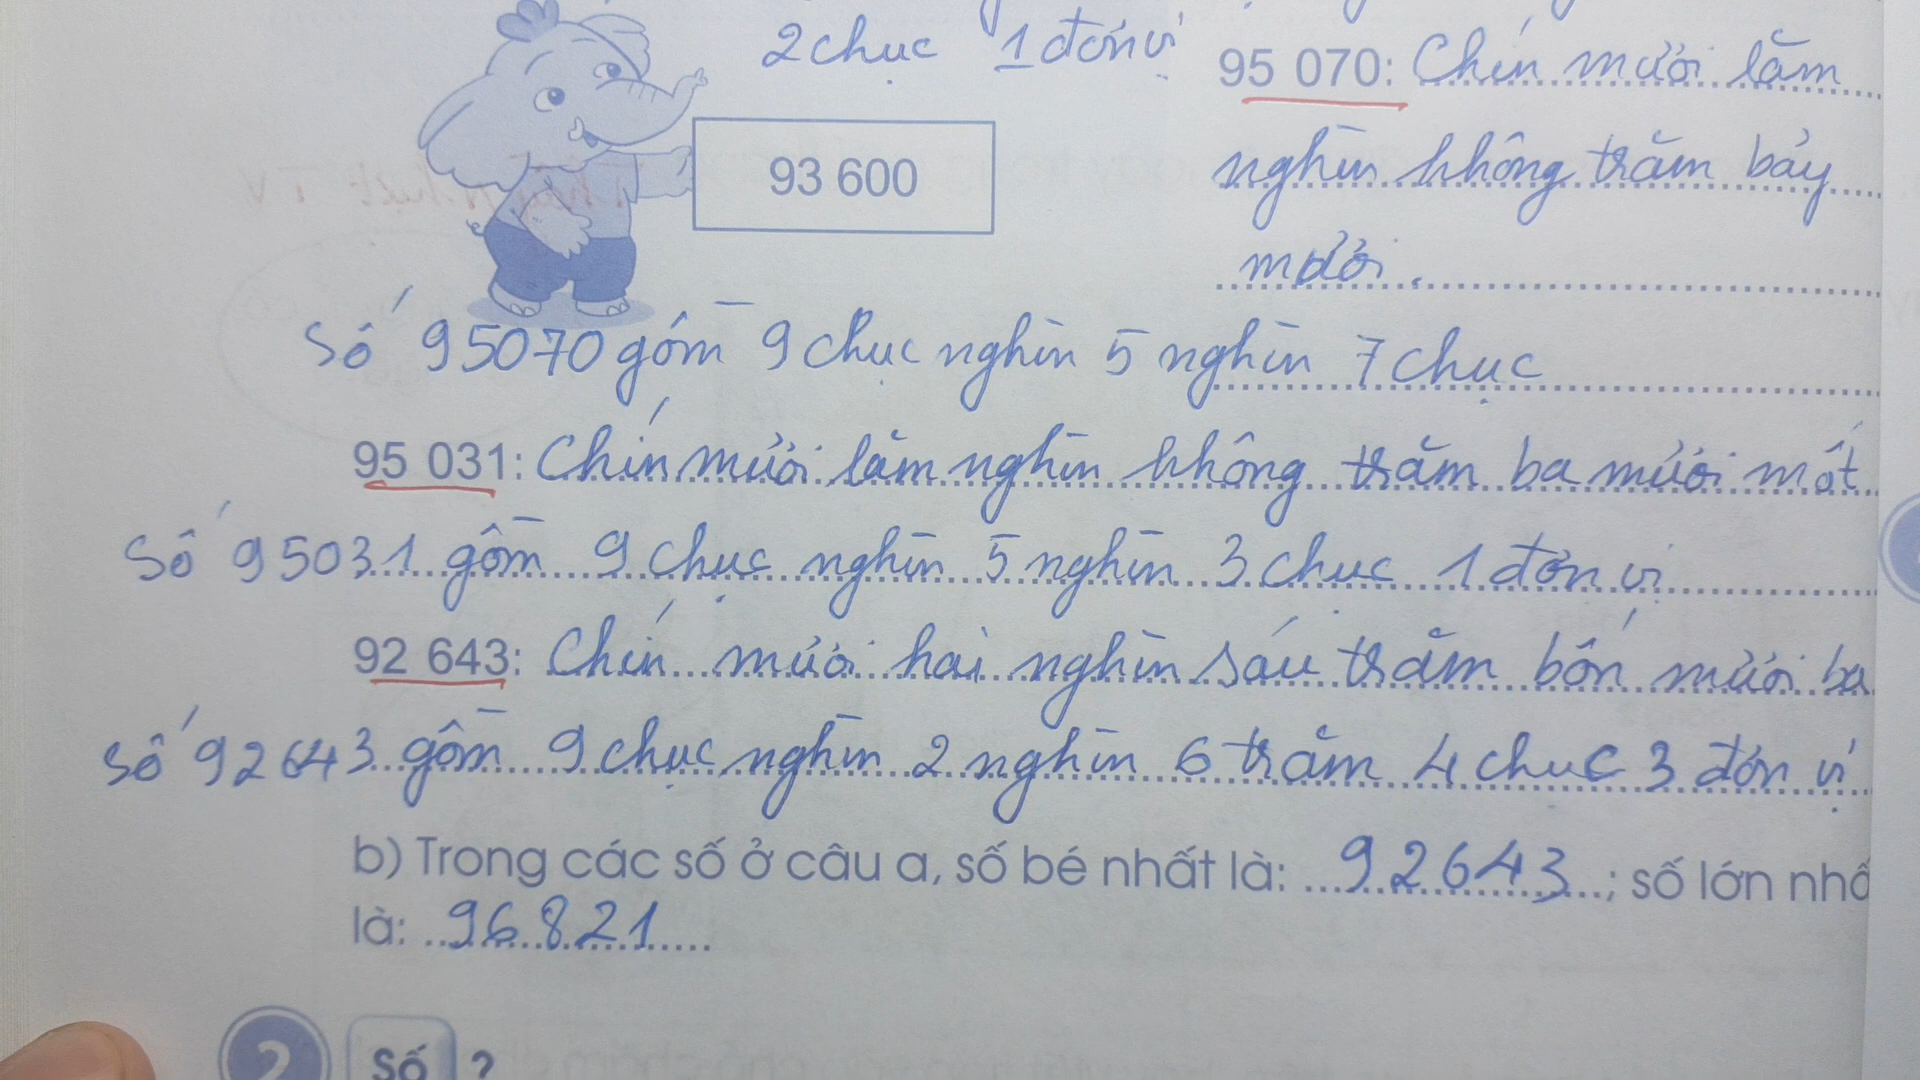 2 chục 1 đơn vị
95 070: Chín mươi lăm
nghìn không trăm bảy
mươi.
93 600
Số 95070 gồm 9 chục nghìn 5 nghìn 7 chục
95 031: Chín mươi lăm nghìn không trăm ba mươi mốt
Số 95031 gồm 9 chục nghìn 5 nghìn 3 chục 1 đơn vị
92 643: Chín mươi hai nghìn sáu trăm bốn mươi ba
Số 92643 gồm 9 chục nghìn 2 nghìn 6 trăm 4 chục 3 đơn vị
b) Trong các số ở câu a, số bé nhất là: 92643; số lớn nhấ
là: 96821
2 Số ?